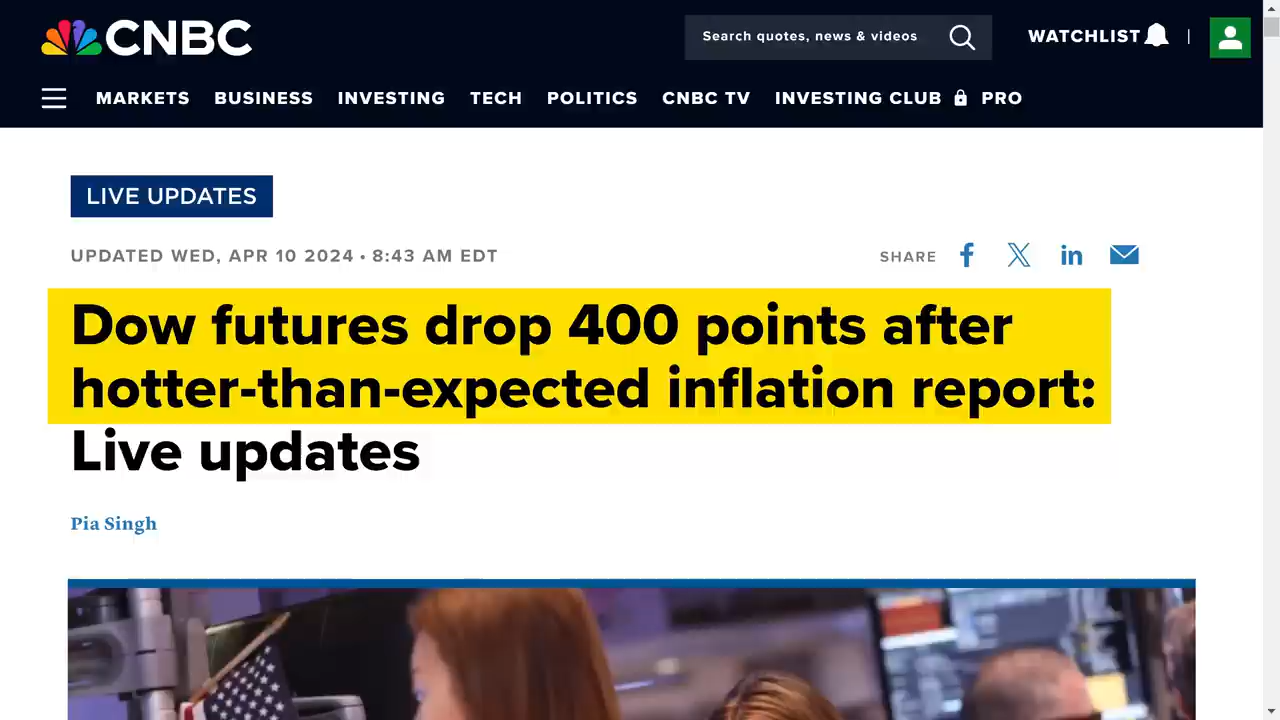 CNBC
Search quotes, news & videos
WATCHLIST |
MARKETS BUSINESS INVESTING TECH POLITICS CNBC TV INVESTING CLUB PRO
LIVE UPDATES
UPDATED WED, APR 10 2024 • 8:43 AM EDT
SHARE
Dow futures drop 400 points after
hotter-than-expected inflation report:
Live updates
Pia Singh